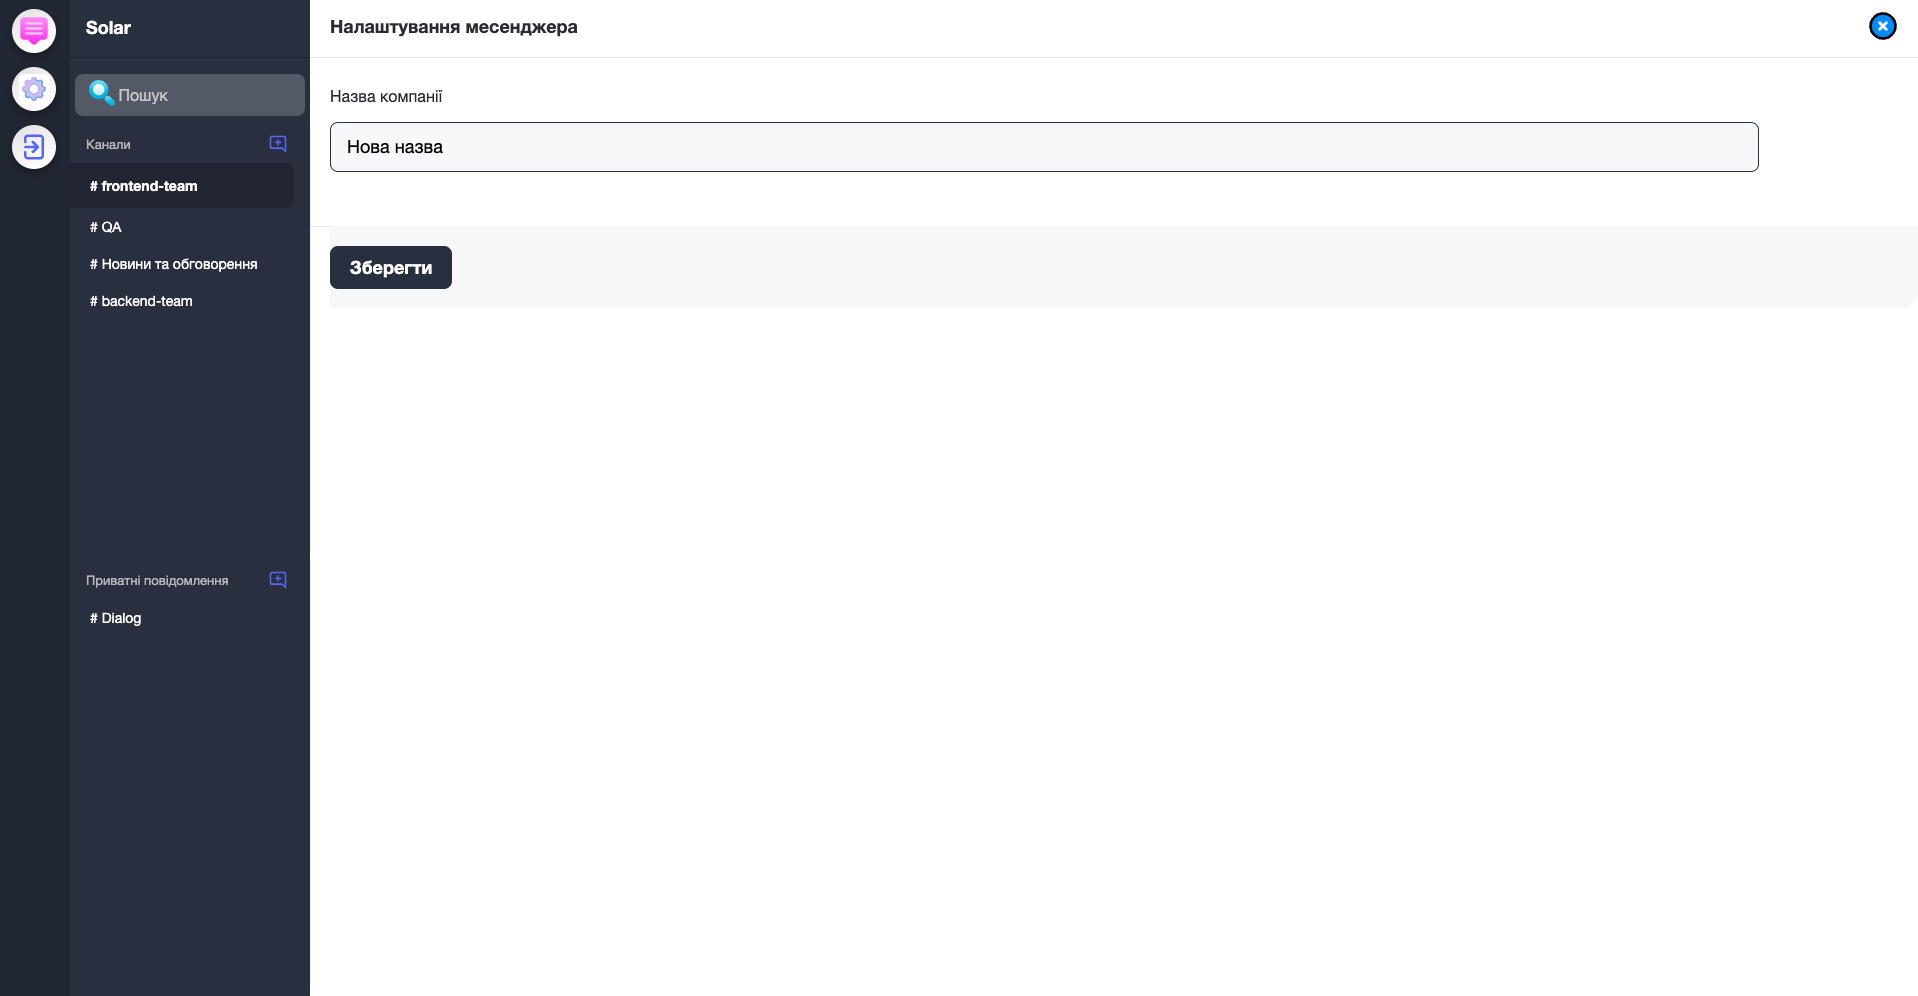 Solar
Пошук
Канали
# frontend-team
# QA
# Новини та обговорення
# backend-team
Приватні повідомлення
# Dialog
Налаштування месенджера
Назва компанії
Нова назва
Зберегти